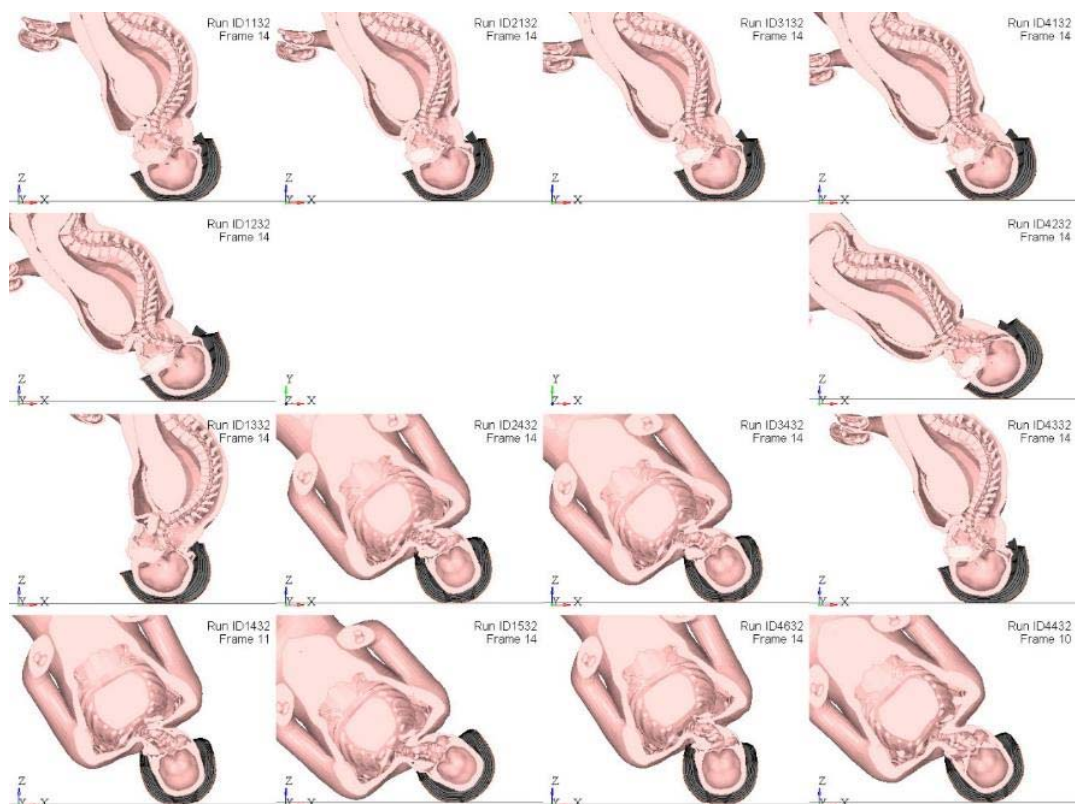 Run ID1132
Frame 14
Z
Y X
Run ID2132
Frame 14
Z
Y X
Run ID3132
Frame 14
Z
Y X
Run ID4132
Frame 14
Z
Y X
Run ID1232
Frame 14
Z
Y X
Y
Z X
Y
Z X
Run ID4232
Frame 14
Z
Y X
Run ID1332
Frame 14
Z
Y X
Run ID2432
Frame 14
Z
Y X
Run ID3432
Frame 14
Z
Y X
Run ID4332
Frame 14
Z
Y X
Run ID1432
Frame 11
Z
Y X
Run ID1532
Frame 14
Z
Y X
Run ID4632
Frame 14
Z
Y X
Run ID4432
Frame 10
Z
Y X